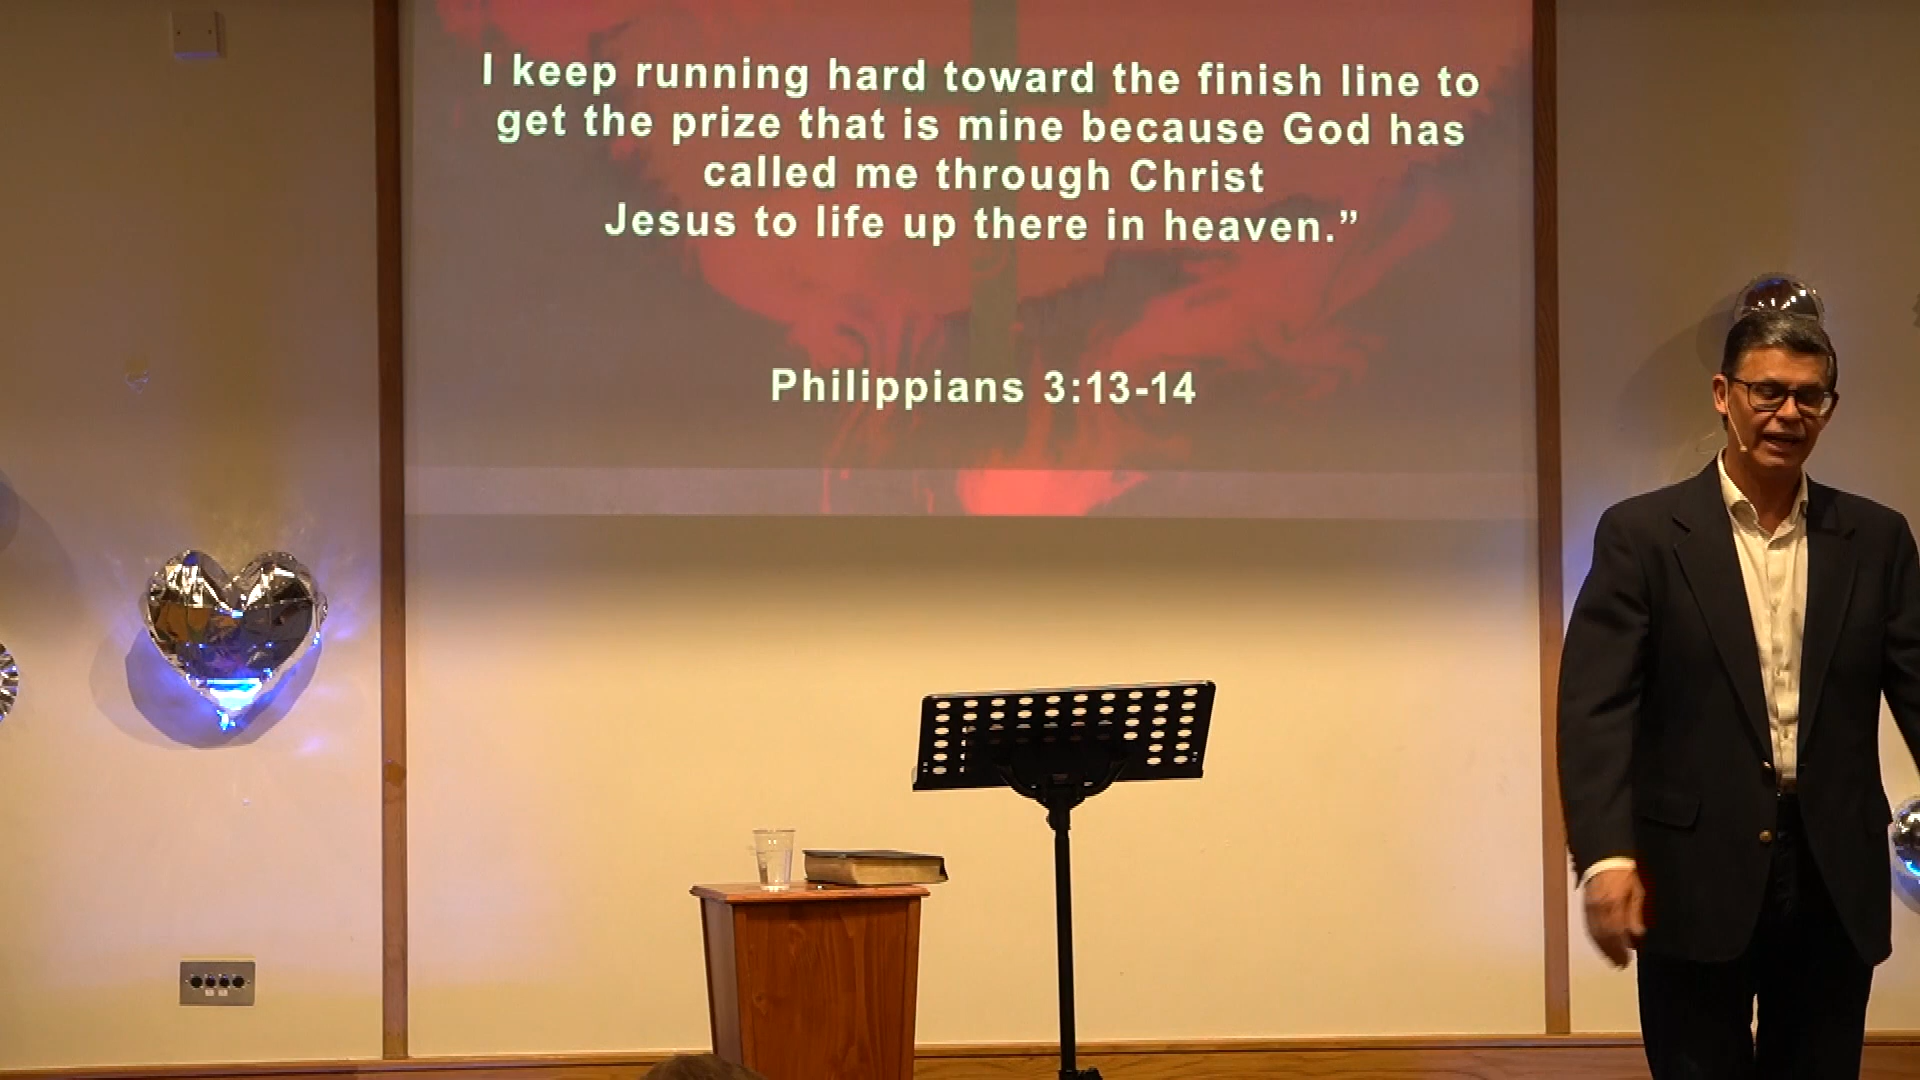 I keep running hard toward the finish line to
get the prize that is mine because God has
called me through Christ
Jesus to life up there in heaven.”
Philippians 3:13-14